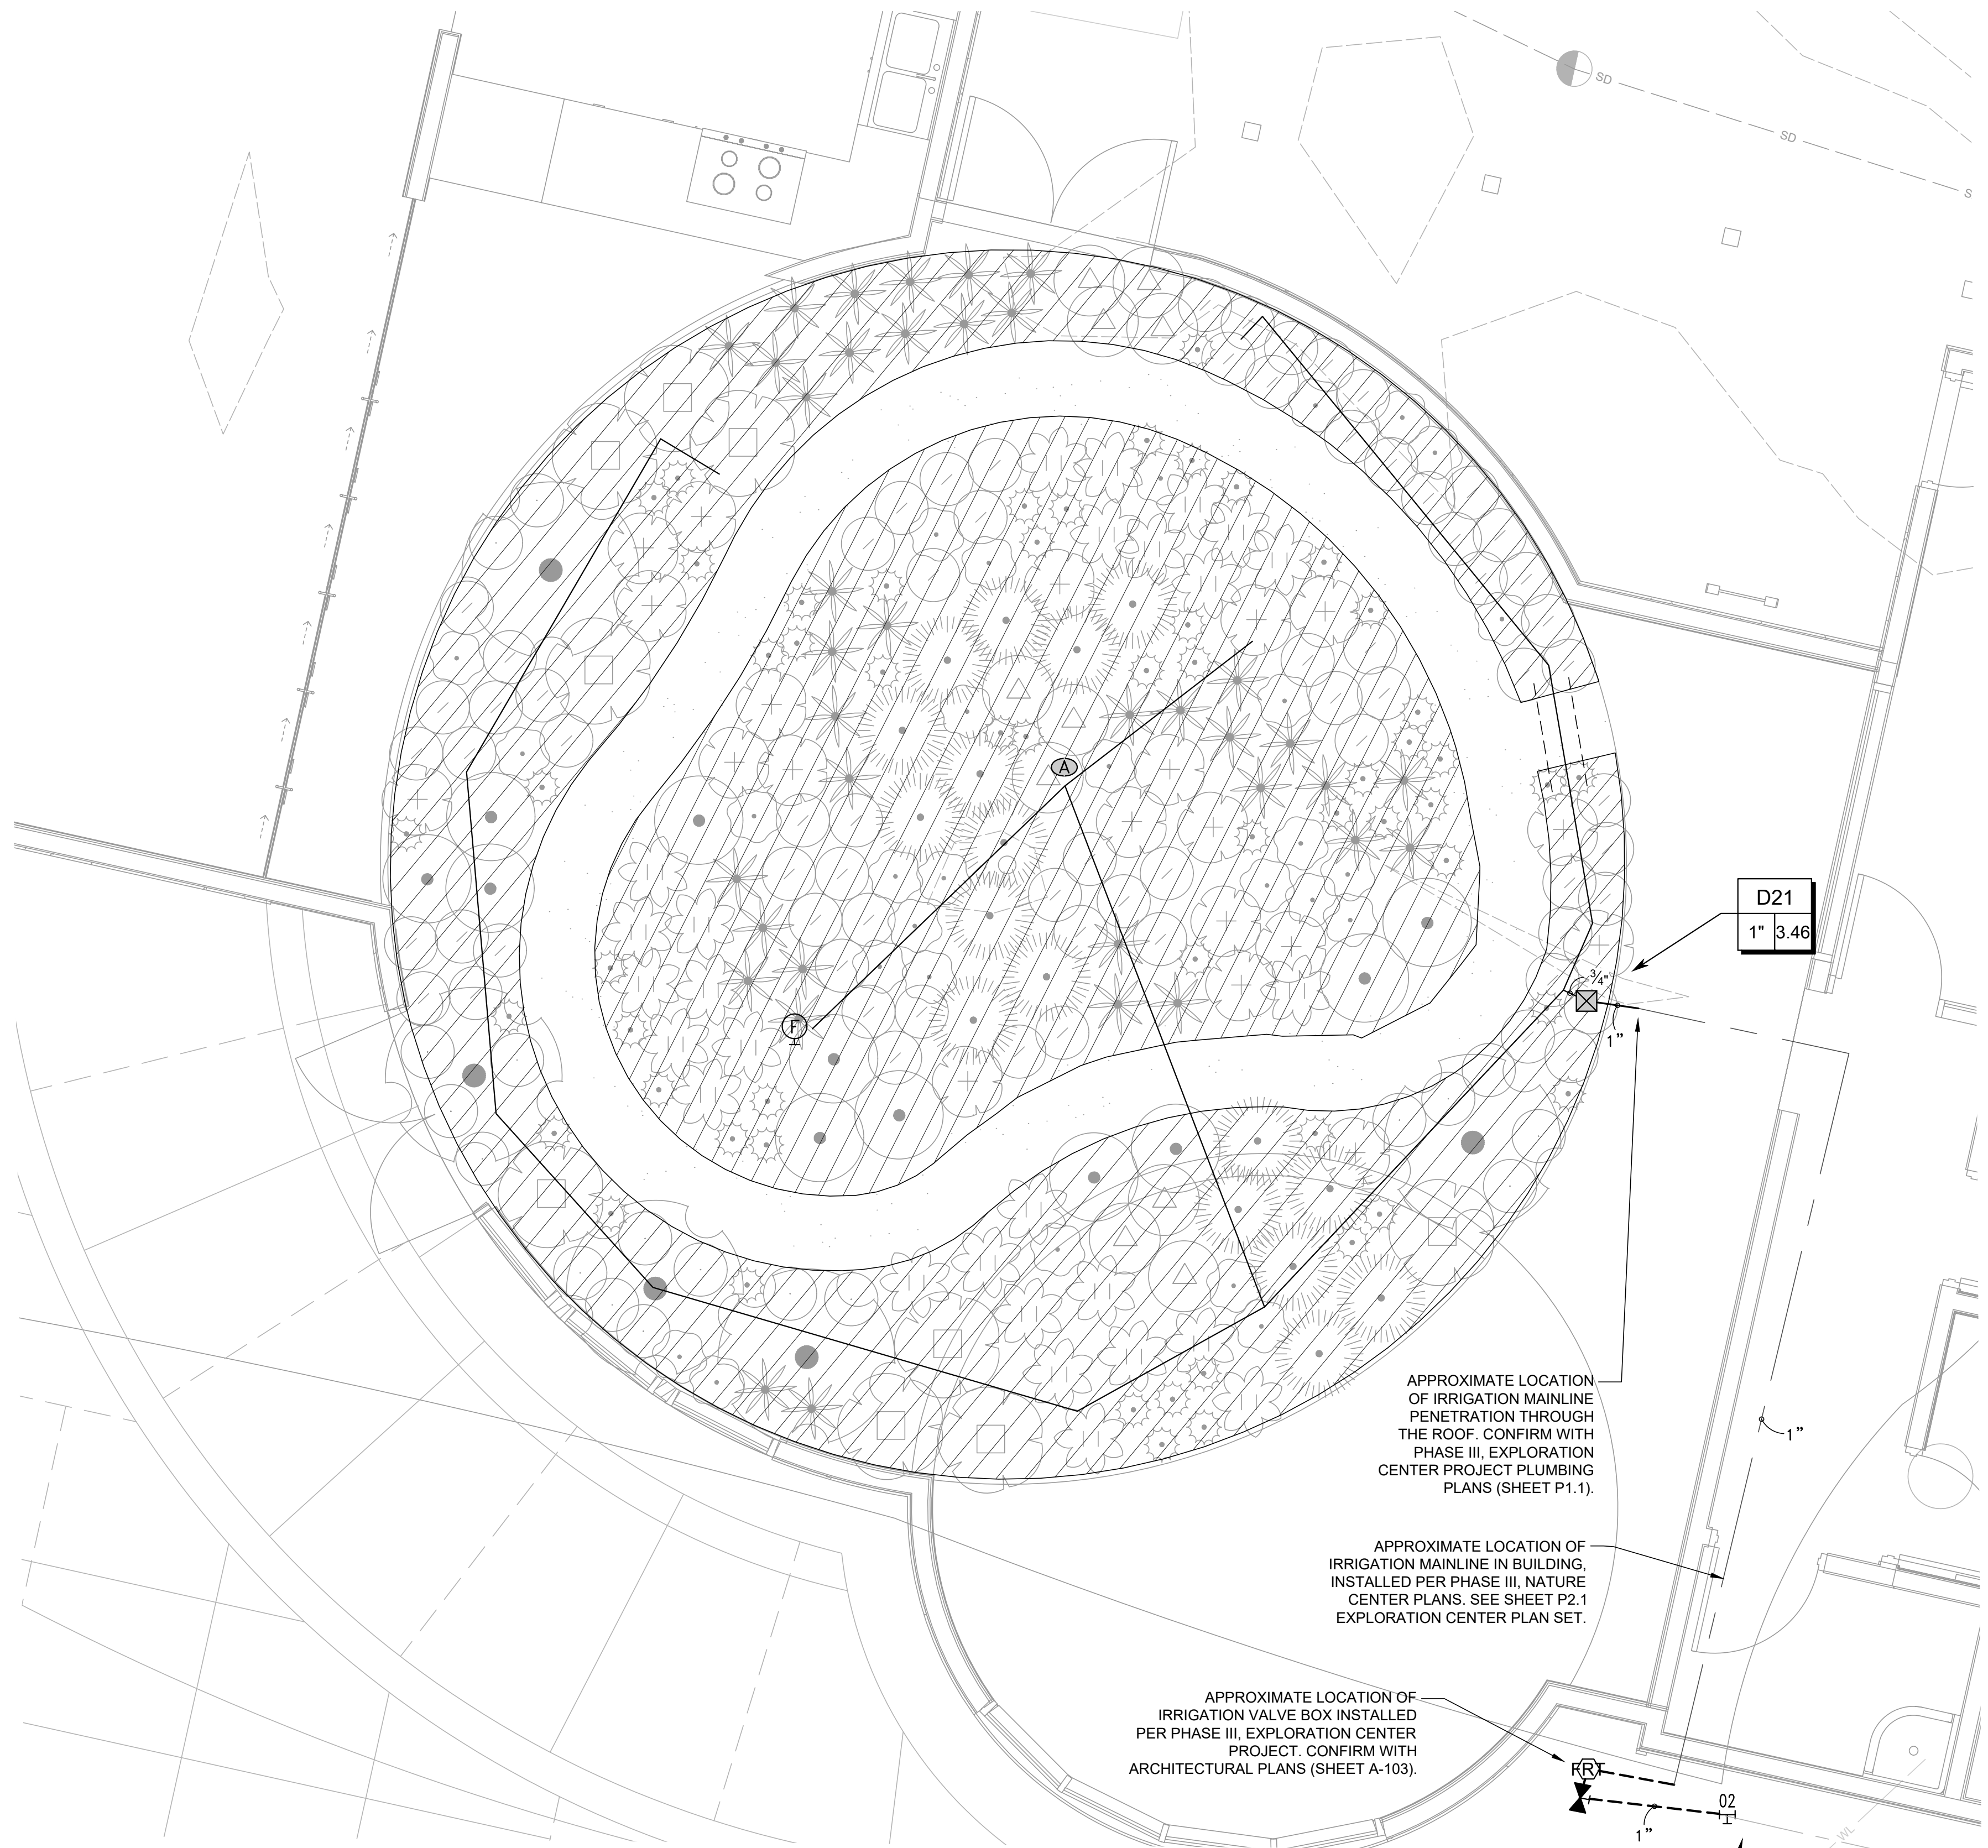 SD
SD
S
A
F
D21
1" 3.46
3/4"
1”
APPROXIMATE LOCATION
OF IRRIGATION MAINLINE
PENETRATION THROUGH
THE ROOF. CONFIRM WITH
PHASE III, EXPLORATION
CENTER PROJECT PLUMBING
PLANS (SHEET P1.1).
1”
APPROXIMATE LOCATION OF
IRRIGATION MAINLINE IN BUILDING,
INSTALLED PER PHASE III, NATURE
CENTER PLANS. SEE SHEET P2.1
EXPLORATION CENTER PLAN SET.
APPROXIMATE LOCATION OF
IRRIGATION VALVE BOX INSTALLED
PER PHASE III, EXPLORATION CENTER
PROJECT. CONFIRM WITH
ARCHITECTURAL PLANS (SHEET A-103).
FRT
02
1”
WL